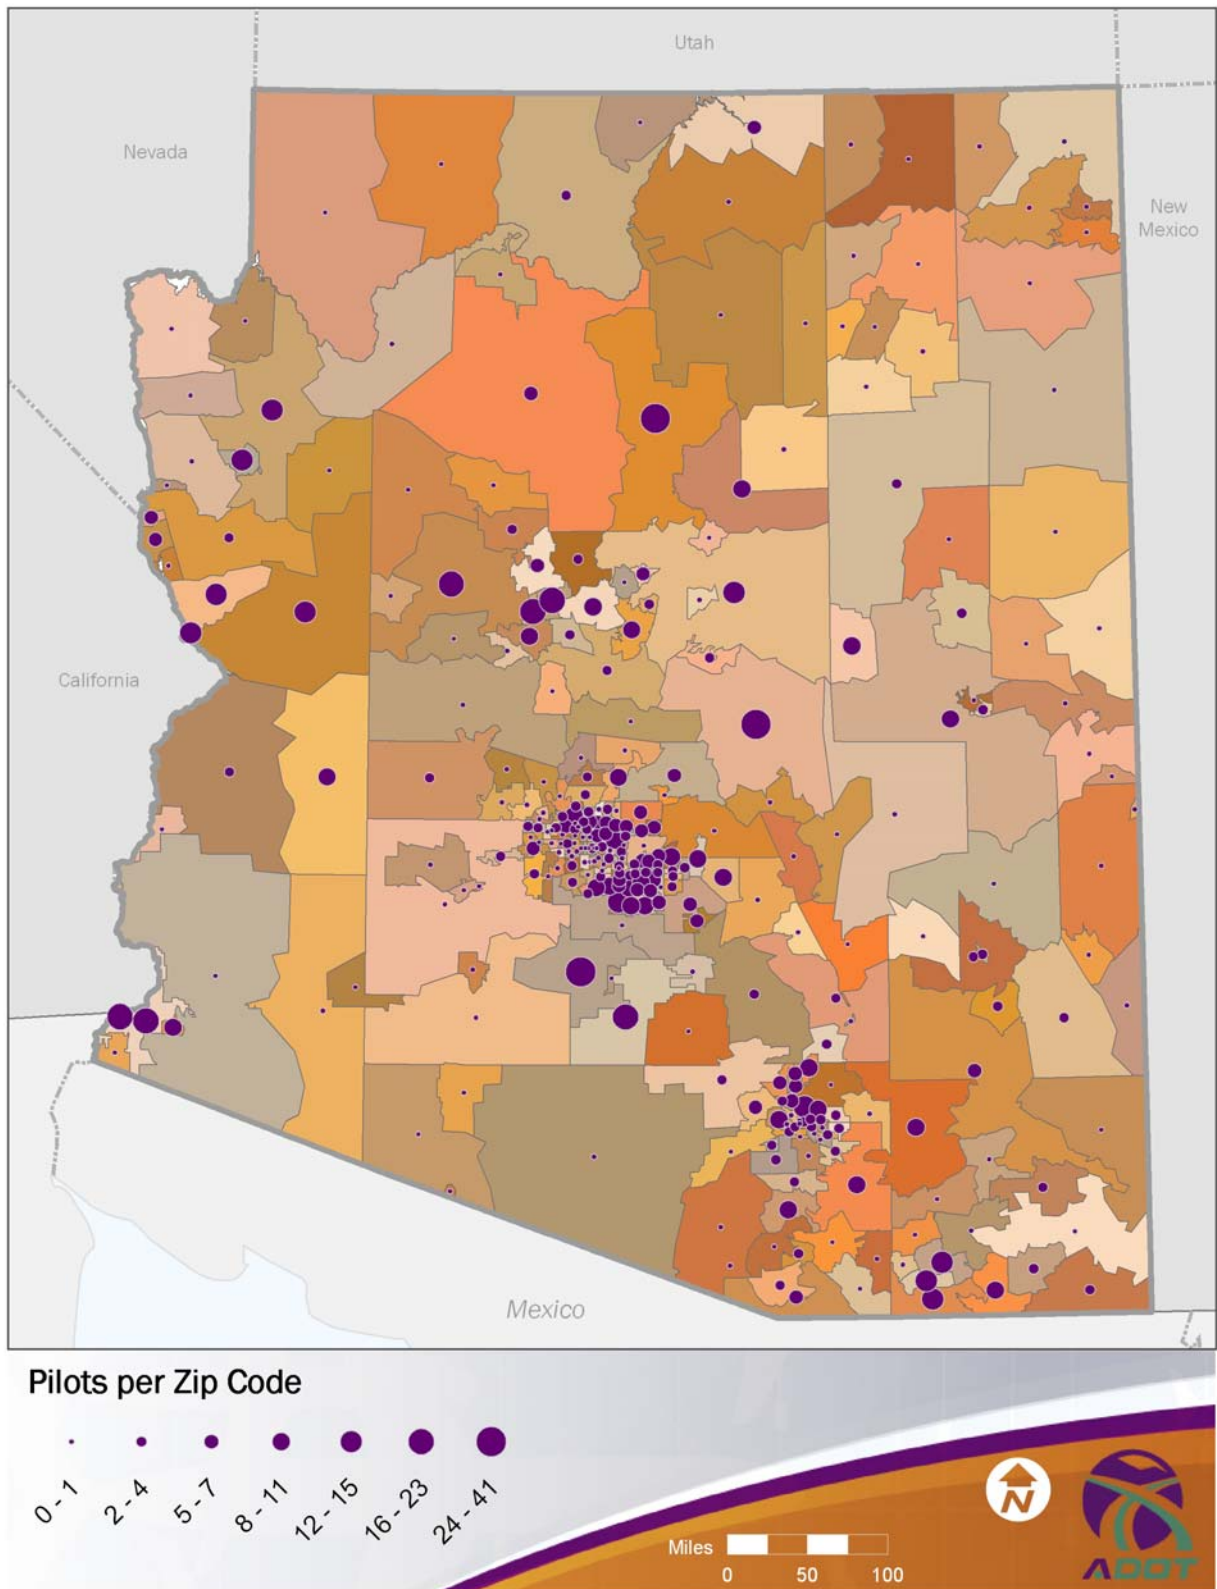 Utah
Nevada
New
Mexico
California
Mexico
Pilots per Zip Code
0 - 1
2 - 4
5 - 7
8 - 11
12 - 15
16 - 23
24 - 41
N
Miles
0 50 100
ADOT